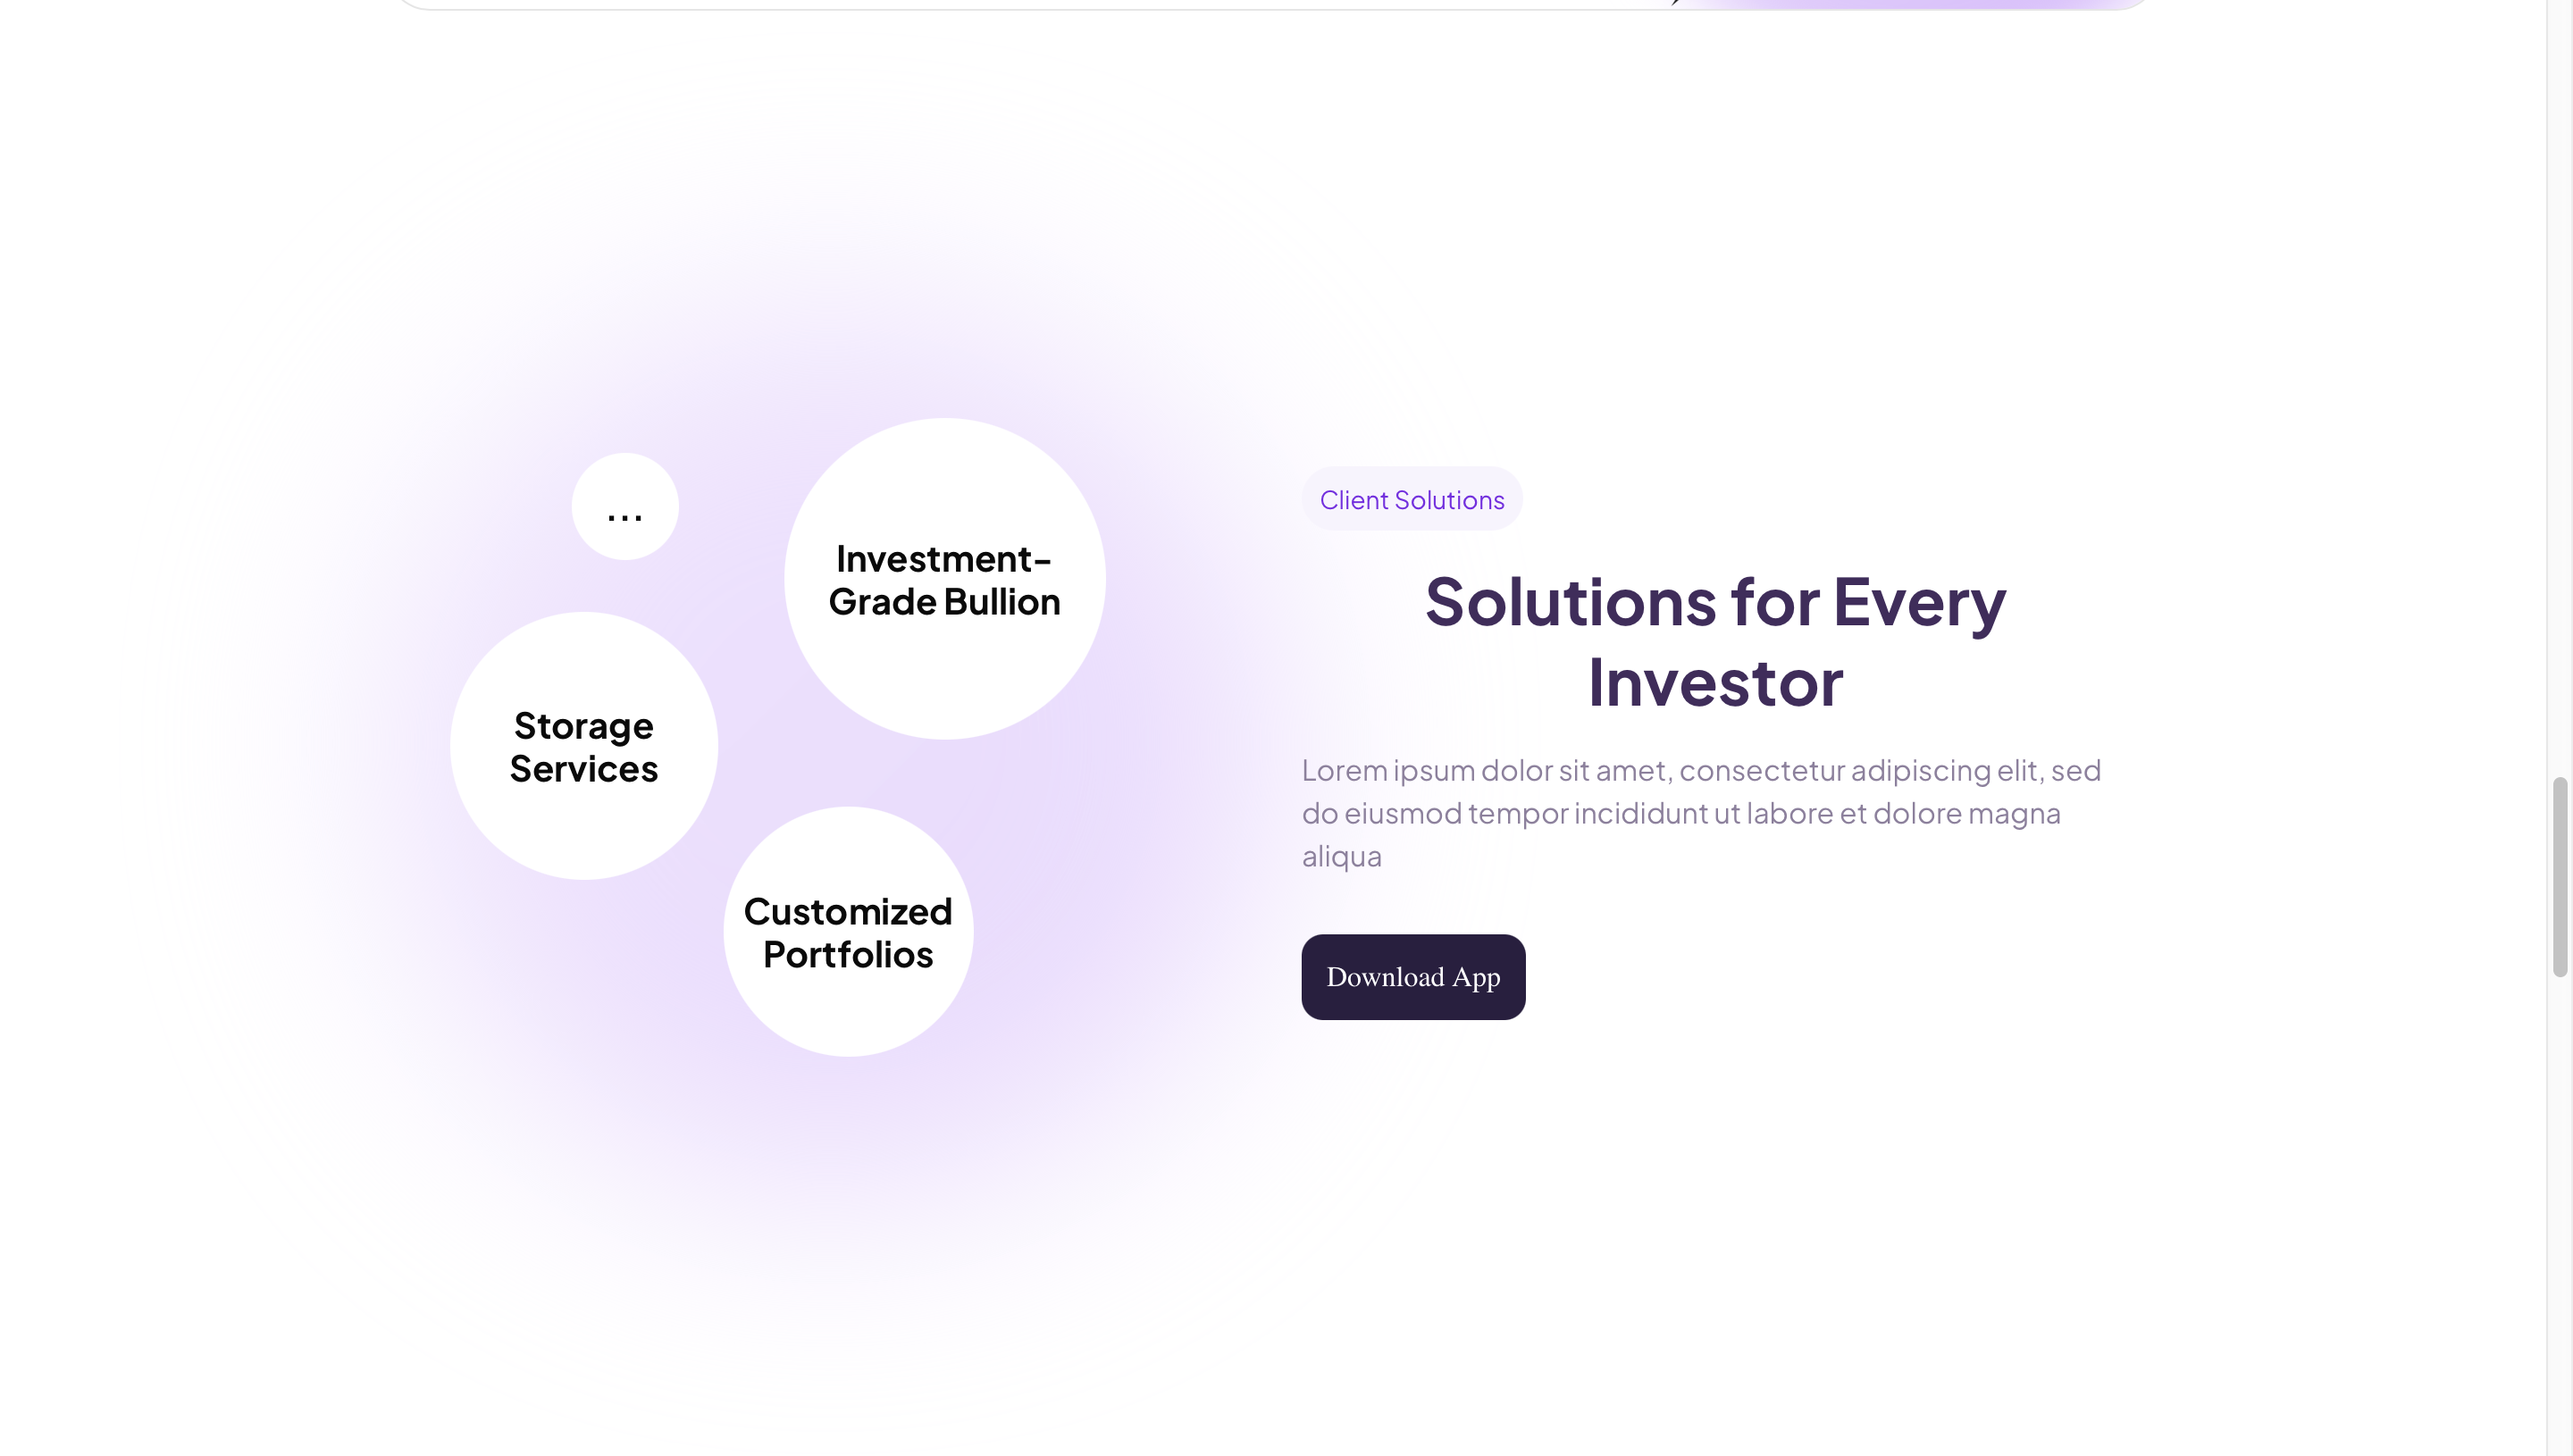 ...
Investment-
Grade Bullion
Storage
Services
Customized
Portfolios
Client Solutions
Solutions for Every
Investor
Lorem ipsum dolor sit amet, consectetur adipiscing elit, sed
do eiusmod tempor incididunt ut labore et dolore magna
aliqua
Download App